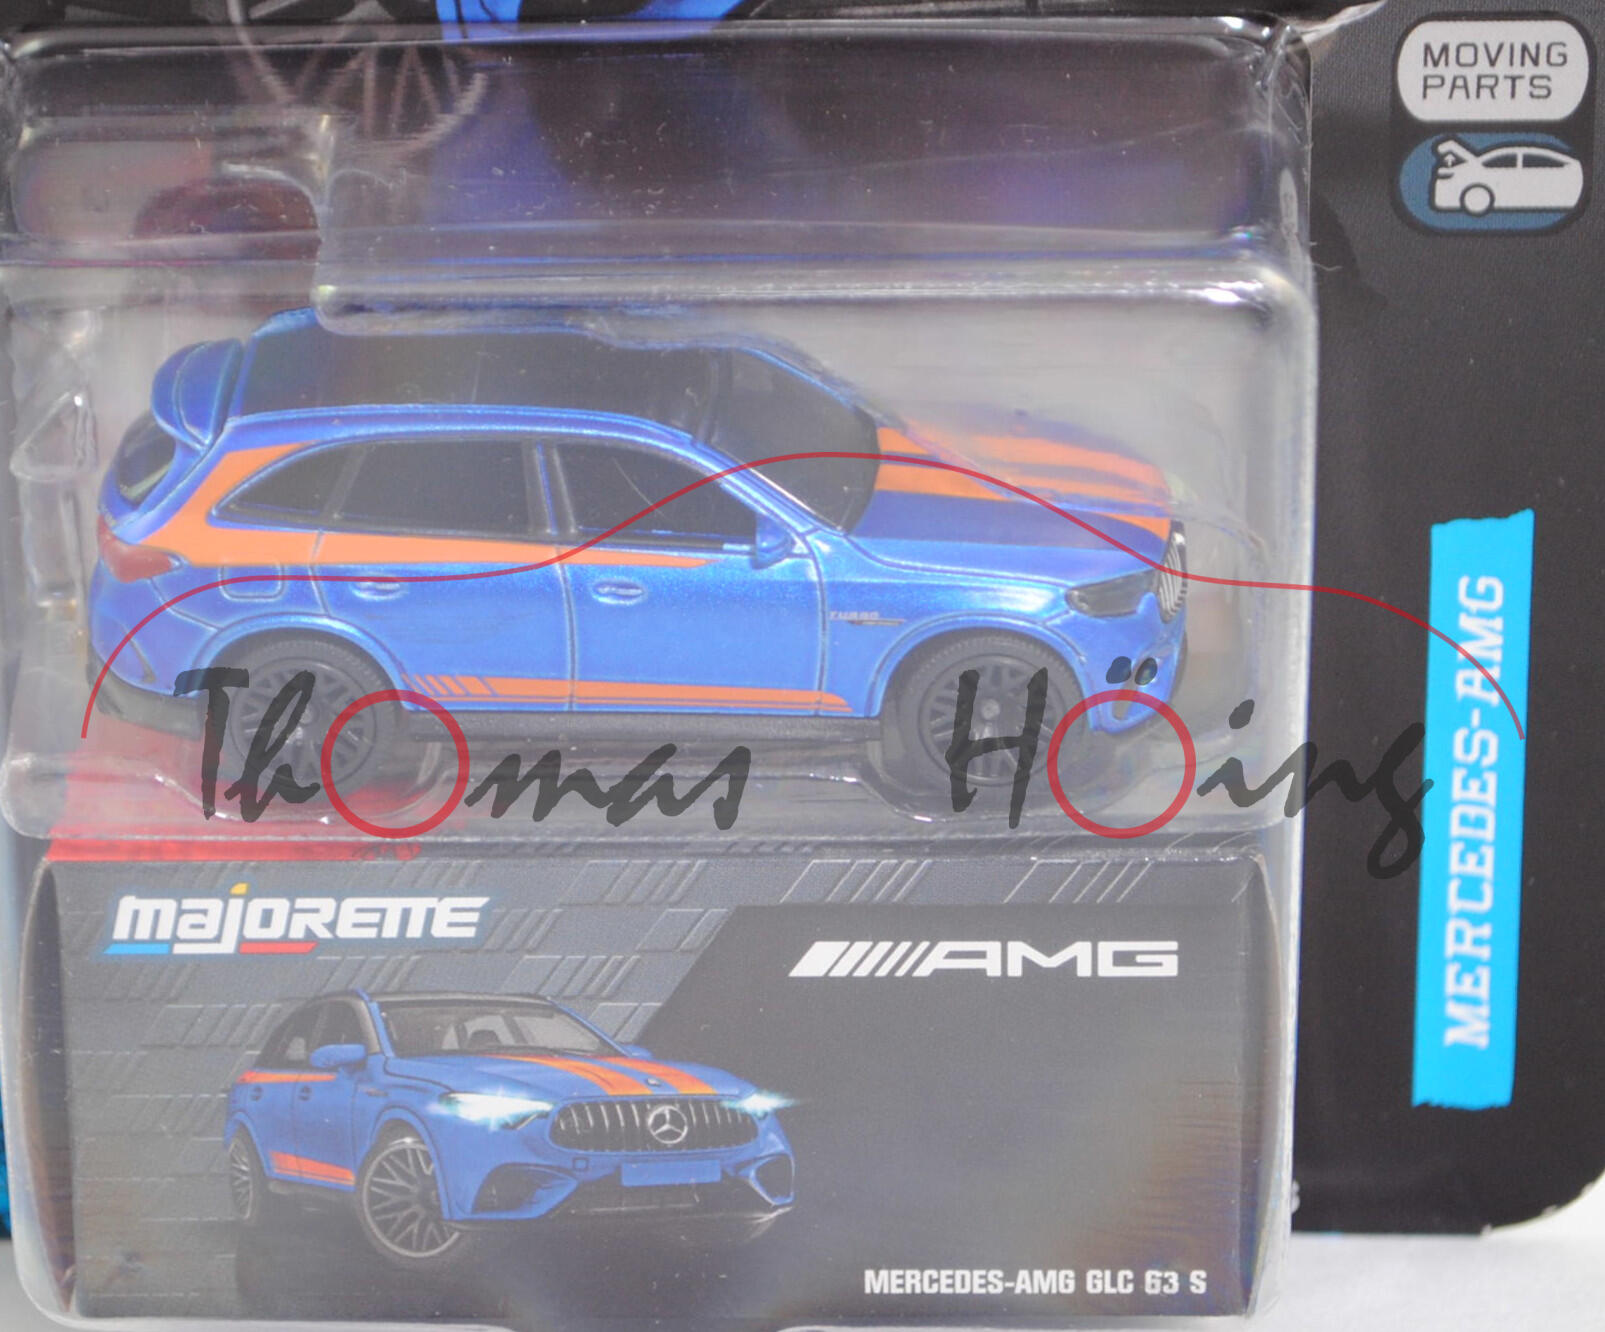 MOVING
PARTS
TURBO
Thomas Höing
MERCEDES-AMG
majORETTE
AMG
MERCEDES-AMG GLC 63 S